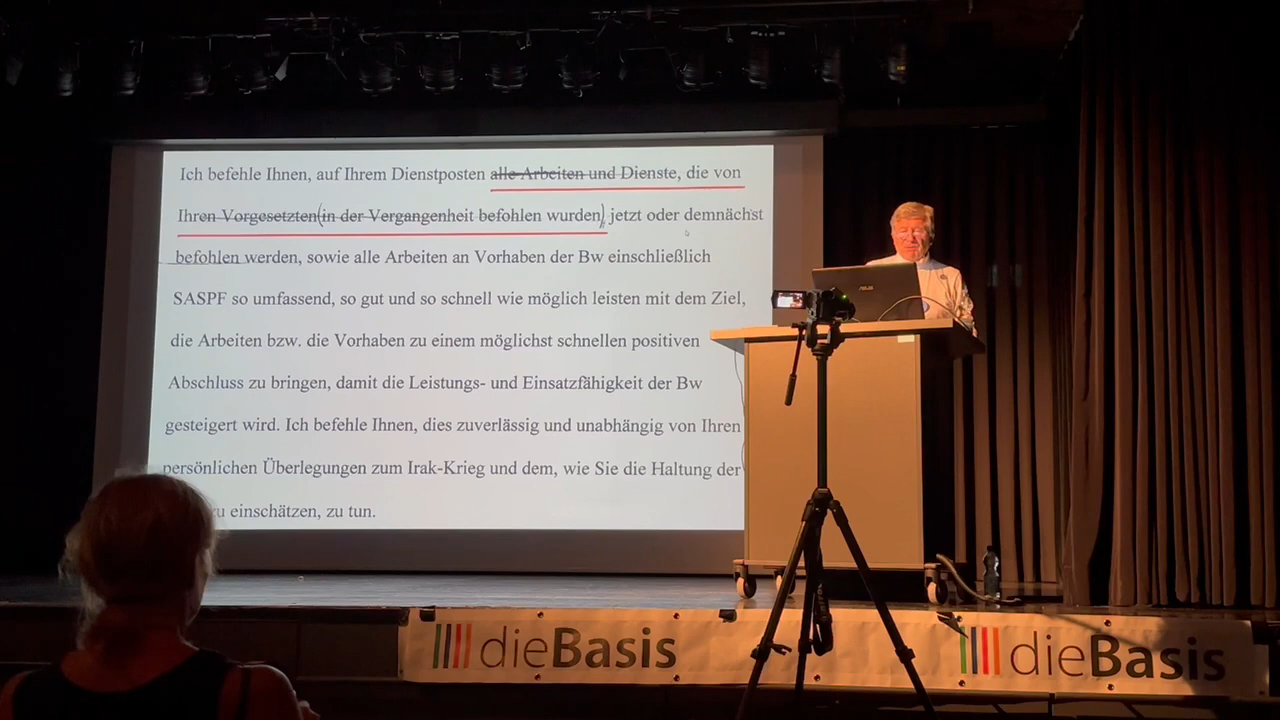 Ich befehle Ihnen, auf Ihrem Dienstposten alle Arbeiten und Dienste, die von
Ihren Vorgesetzten (in der Vergangenheit befohlen wurden), jetzt oder demnächst
befohlen werden, sowie alle Arbeiten an Vorhaben der Bw einschließlich
SASPF so umfassend, so gut und so schnell wie möglich leisten mit dem Ziel,
die Arbeiten bzw. die Vorhaben zu einem möglichst schnellen positiven
Abschluss zu bringen, damit die Leistungs- und Einsatzfähigkeit der Bw
gesteigert wird. Ich befehle Ihnen, dies zuverlässig und unabhängig von Ihren
persönlichen Überlegungen zum Irak-Krieg und dem, wie Sie die Haltung der
einschätzen, zu tun.
ASUS
dieBasis
dieBasis